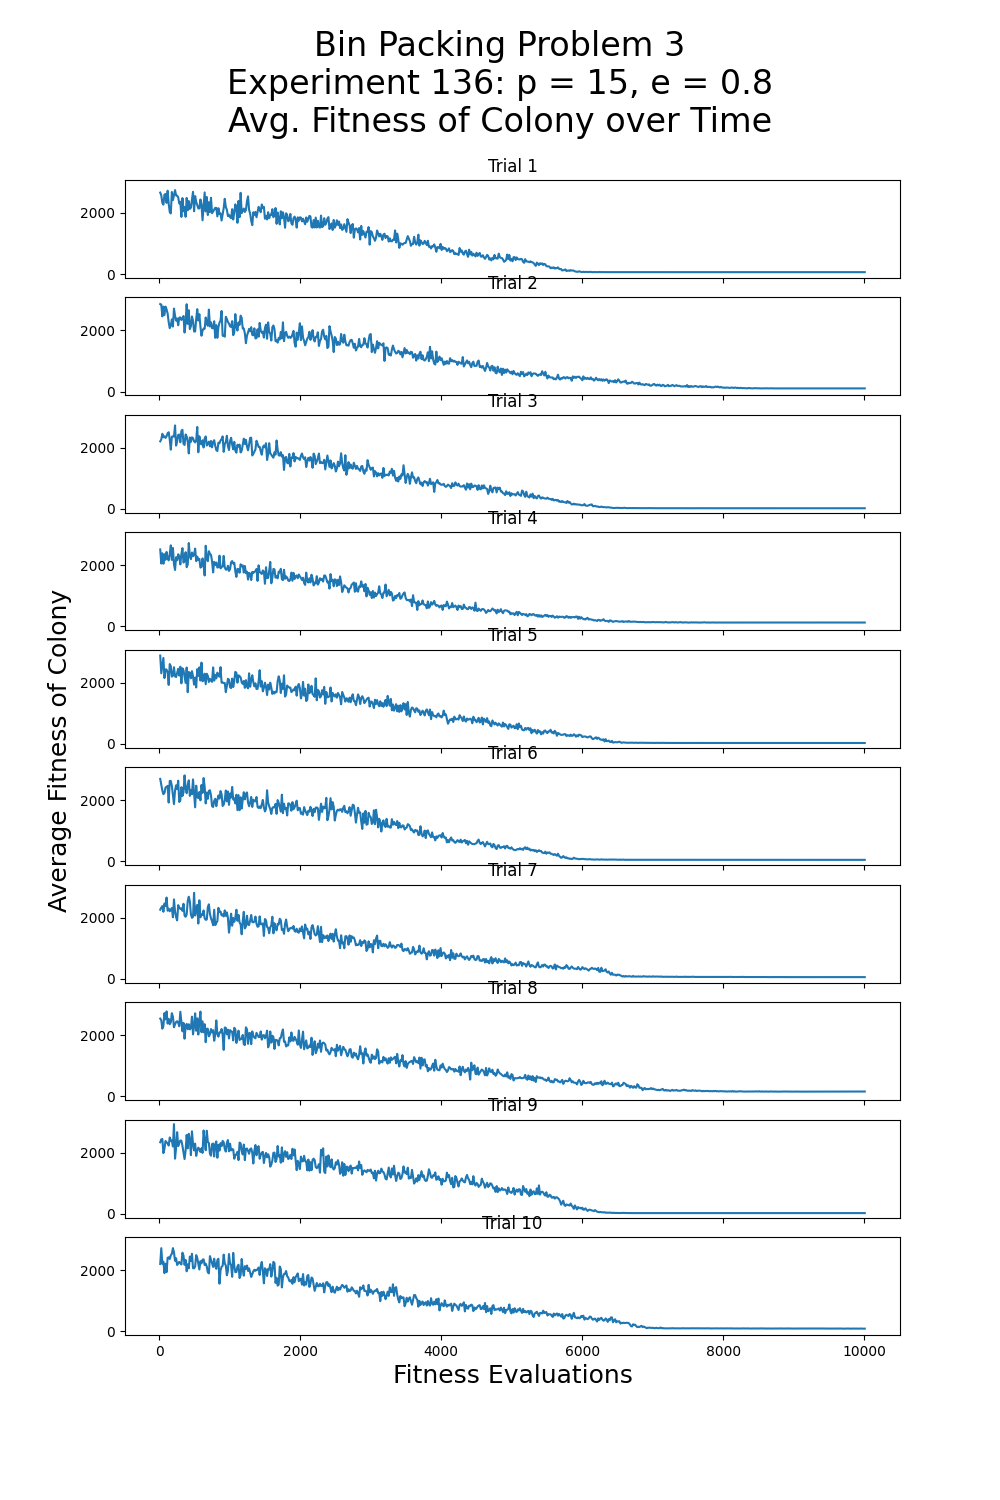 Bin Packing Problem 3
Experiment 136: p = 15, e = 0.8
Avg. Fitness of Colony over Time
Trial 1
2000
0
Trial 2
2000
0
Trial 3
2000
0
Trial 4
2000
0
Trial 5
2000
0
Trial 6
2000
0
Trial 7
2000
0
Trial 8
2000
0
Trial 9
2000
0
Trial 10
2000
0
0 2000 4000 6000 8000 10000
Fitness Evaluations
Average Fitness of Colony